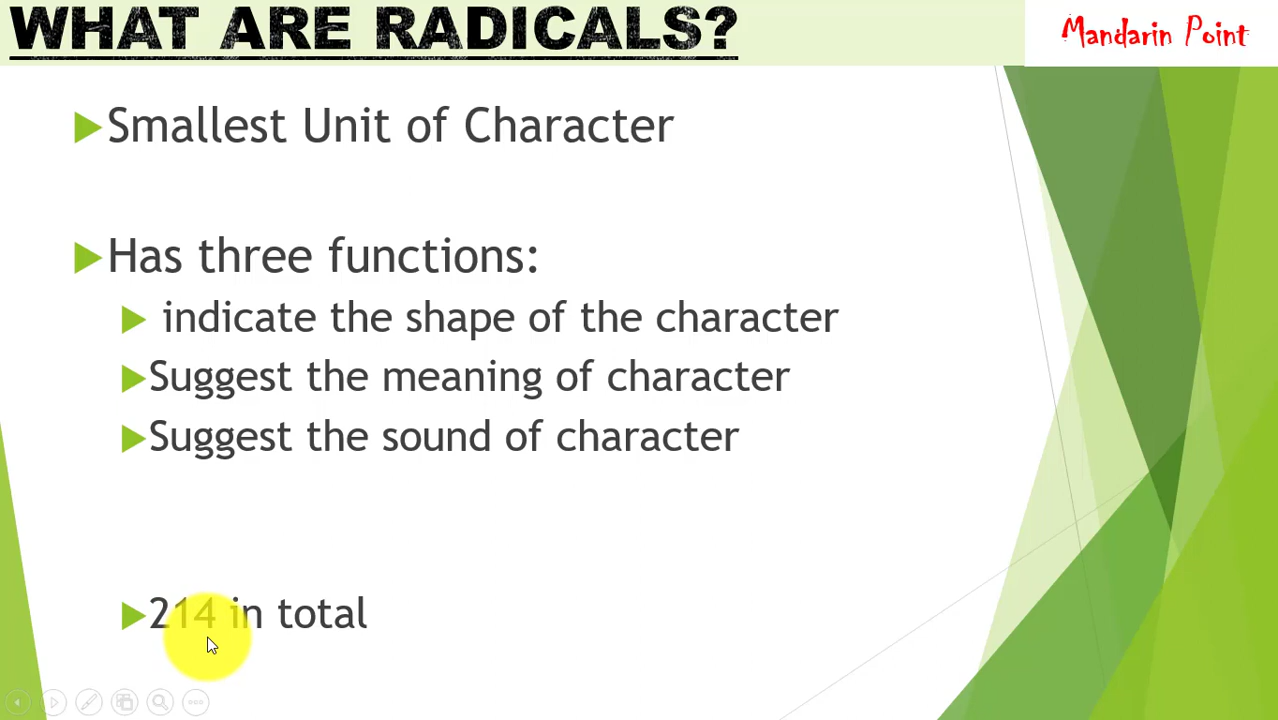 WHAT ARE RADICALS?
Mandarin Point
Smallest Unit of Character
Has three functions:
indicate the shape of the character
Suggest the meaning of character
Suggest the sound of character
214 in total